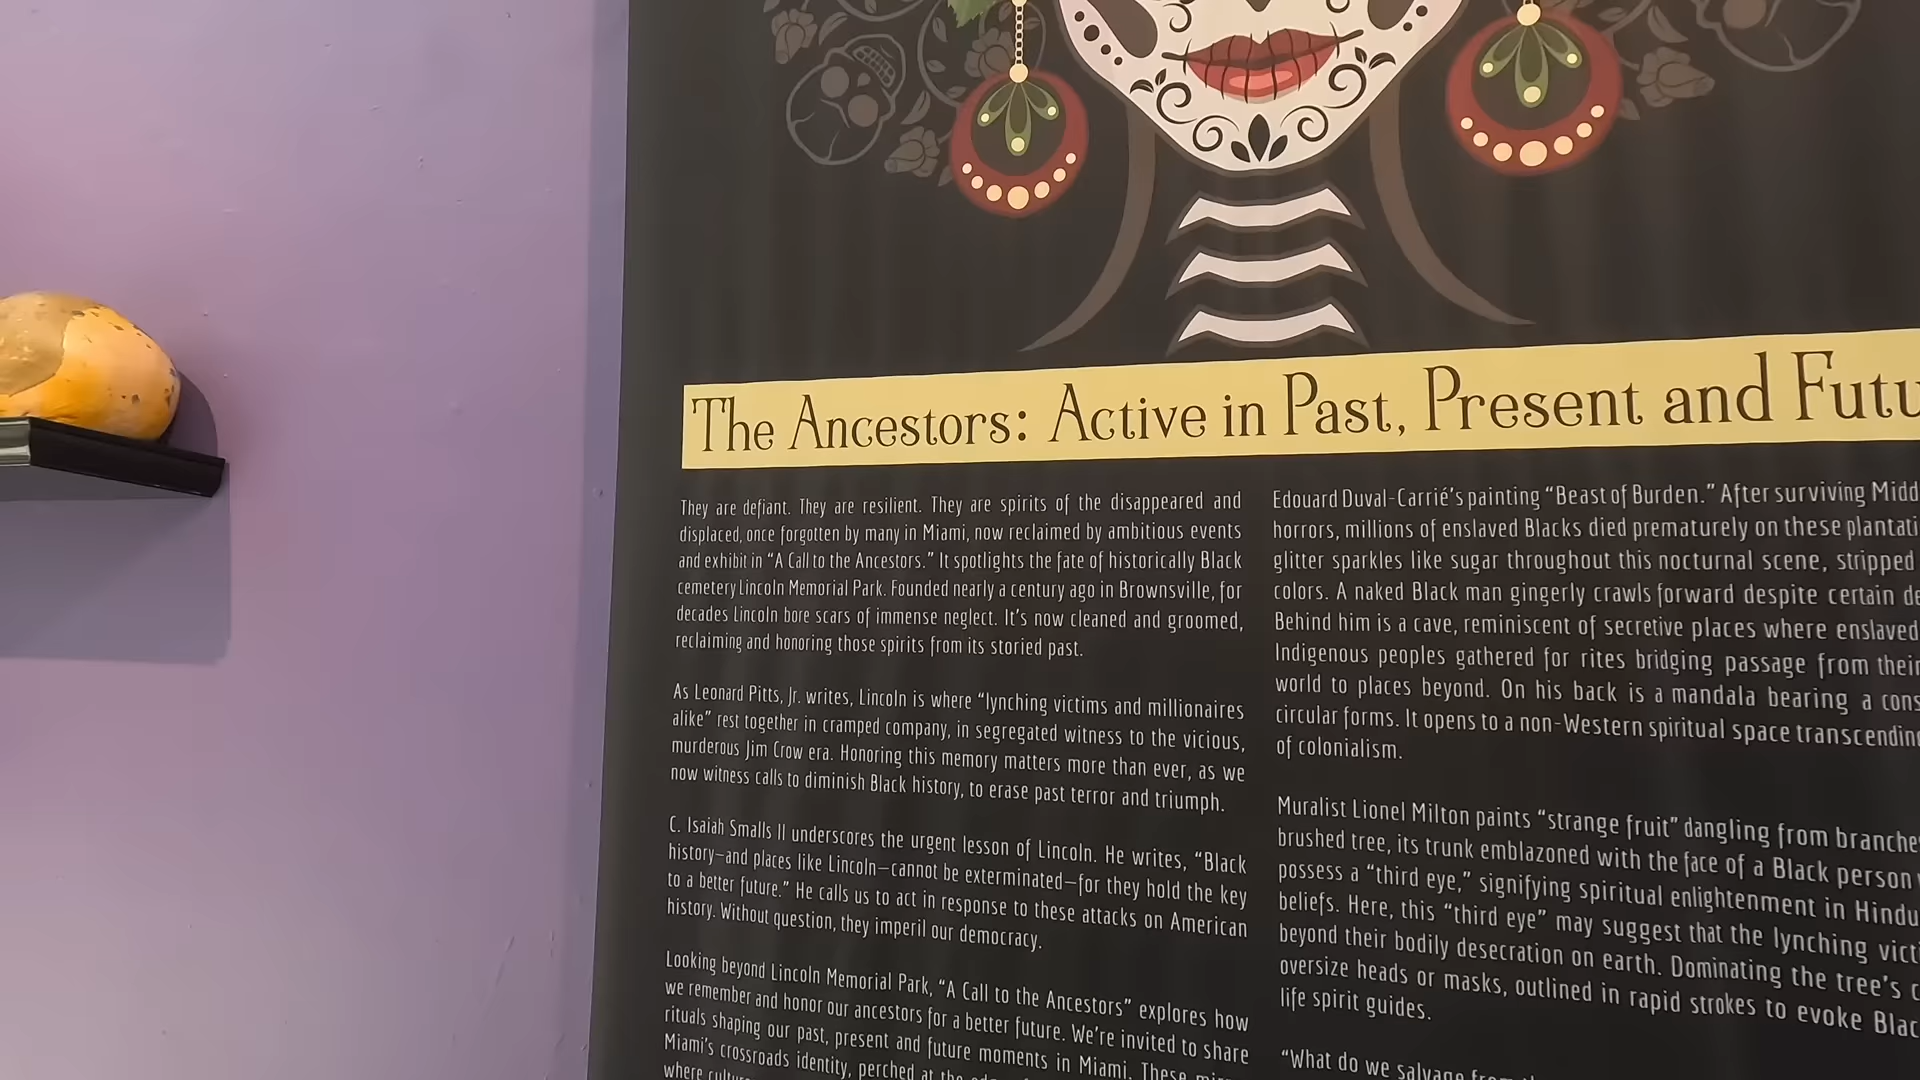 The Ancestors: Active in Past, Present and Futu
They are defiant. They are resilient. They are spirits of the disappeared and
displaced, once forgotten by many in Miami, now reclaimed by ambitious events
and exhibit in “A Call to the Ancestors.” It spotlights the fate of historically Black
cemetery Lincoln Memorial Park. Founded nearly a century ago in Brownsville, for
decades Lincoln bore scars of immense neglect. It’s now cleaned and groomed,
reclaiming and honoring those spirits from its storied past.
As Leonard Pitts, Jr. writes, Lincoln is where “lynching victims and millionaires
alike” rest together in cramped company, in segregated witness to the vicious,
murderous Jim Crow era. Honoring this memory matters more than ever, as we
now witness calls to diminish Black history, to erase past terror and triumph.
C. Isaiah Smalls II underscores the urgent lesson of Lincoln. He writes, “Black
history—and places like Lincoln—cannot be exterminated—for they hold the key
to a better future.” He calls us to act in response to these attacks on American
history. Without question, they imperil our democracy.
Looking beyond Lincoln Memorial Park, “A Call to the Ancestors” explores how
we remember and honor our ancestors for a better future. We’re invited to share
rituals shaping our past, present and future moments in Miami. These
Miami’s crossroads identity, perched at the
where
Edouard Duval-Carrié’s painting “Beast of Burden.” After surviving Midd
horrors, millions of enslaved Blacks died prematurely on these plantati
glitter sparkles like sugar throughout this nocturnal scene, stripped
colors. A naked Black man gingerly crawls forward despite certain de
Behind him is a cave, reminiscent of secretive places where enslaved
Indigenous peoples gathered for rites bridging passage from their
world to places beyond. On his back is a mandala bearing a cons
circular forms. It opens to a non-Western spiritual space transcending
of colonialism.
Muralist Lionel Milton paints “strange fruit” dangling from branche
brushed tree, its trunk emblazoned with the face of a Black person
possess a “third eye,” signifying spiritual enlightenment in Hindu
beliefs. Here, this “third eye” may suggest that the lynching victi
beyond their bodily desecration on earth. Dominating the tree’s c
oversize heads or masks, outlined in rapid strokes to evoke Blac
life spirit guides.
“What do we salvage